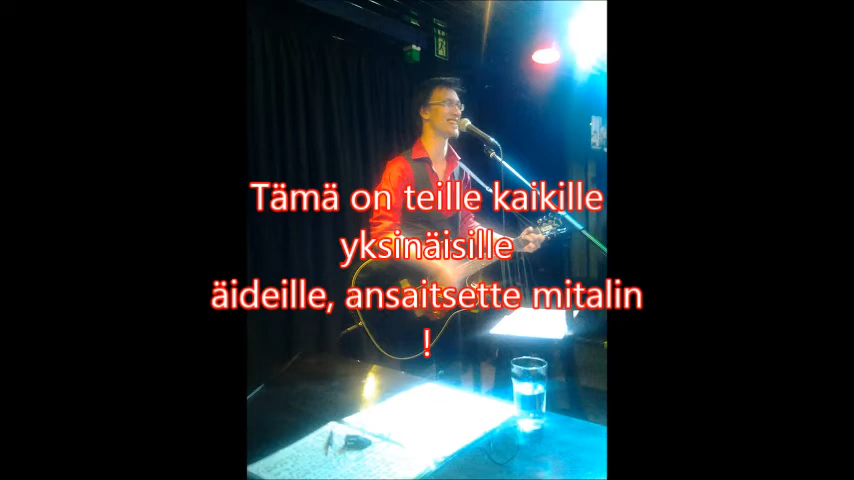 Tämä on teille kaikille
yksinäisille
äideille, ansaitsette mitalin
!